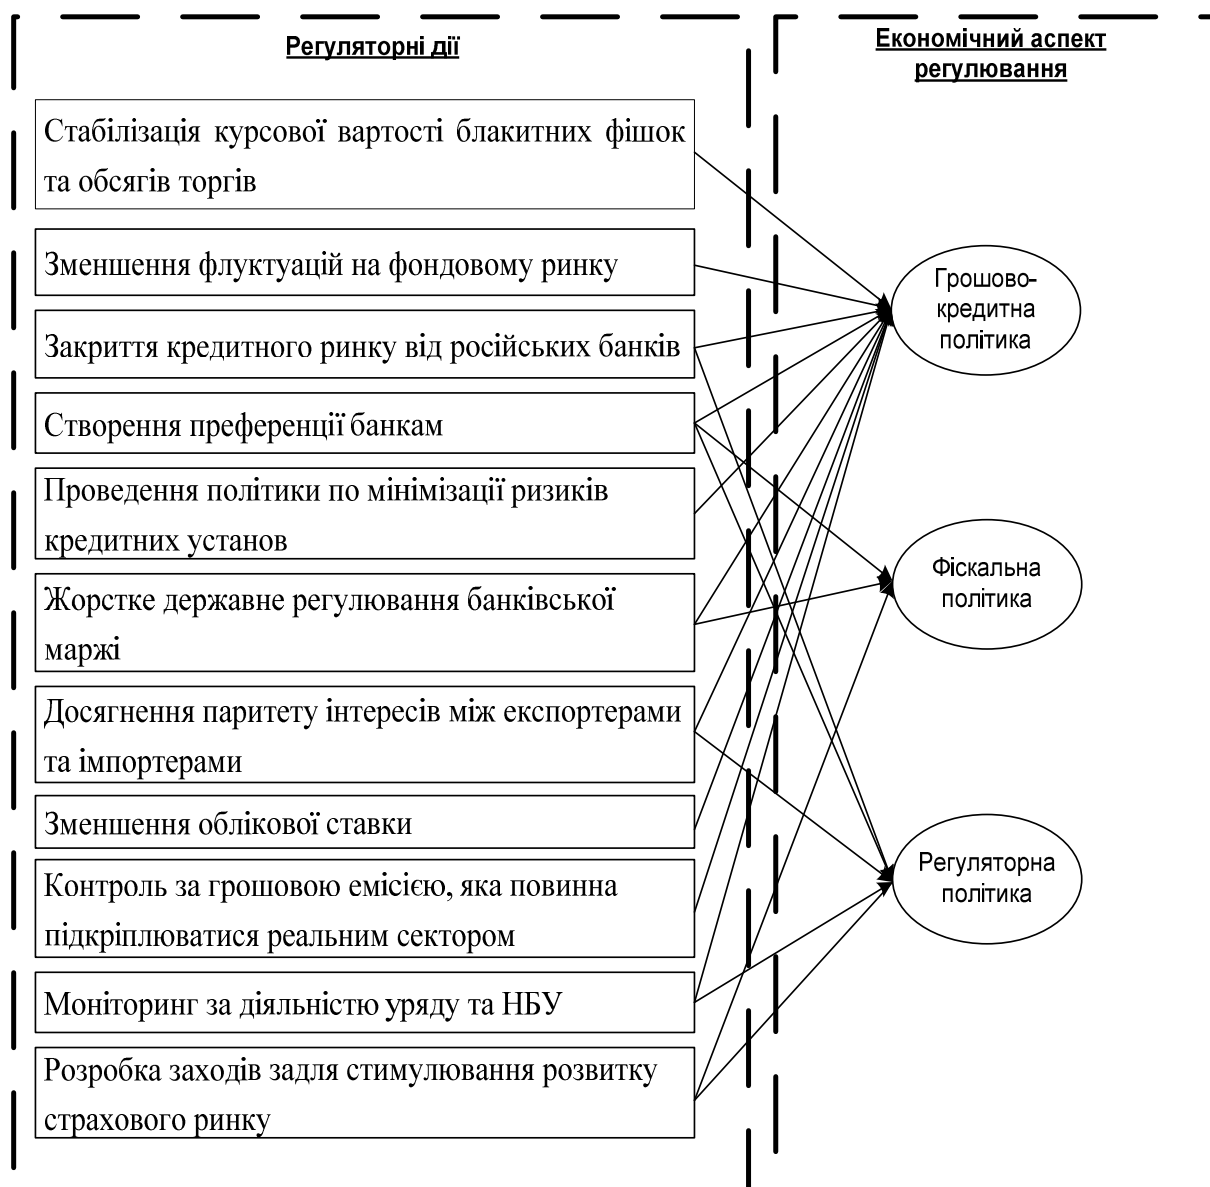 Регуляторні дії
Стабілізація курсової вартості блакитних фішок
та обсягів торгів
Зменшення флуктуацій на фондовому ринку
Закриття кредитного ринку від російських банків
Створення преференції банкам
Проведення політики по мінімізації ризиків
кредитних установ
Жорстке державне регулювання банківської
маржі
Досягнення паритету інтересів між експортерами
та імпортерами
Зменшення облікової ставки
Контроль за грошовою емісією, яка повинна
підкріплюватися реальним сектором
Моніторинг за діяльністю уряду та НБУ
Розробка заходів задля стимулювання розвитку
страхового ринку
Економічний аспект
регулювання
Грошово-
кредитна
політика
Фіскальна
політика
Регуляторна
політика